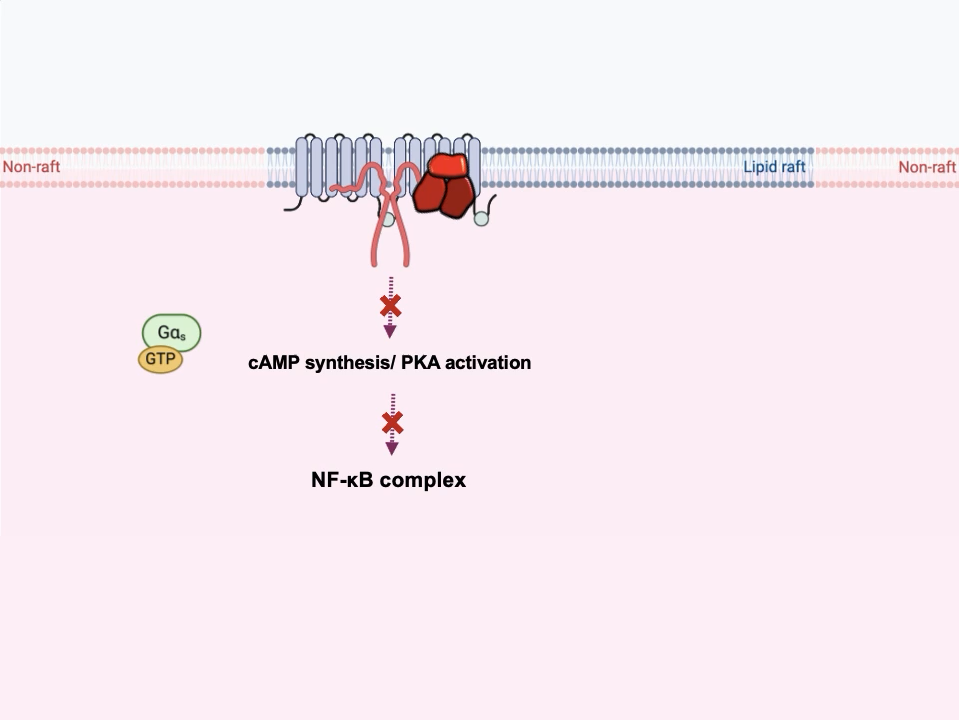 Non-raft
Lipid raft
Non-raft
Gαs
GTP
cAMP synthesis/ PKA activation
NF-κB complex